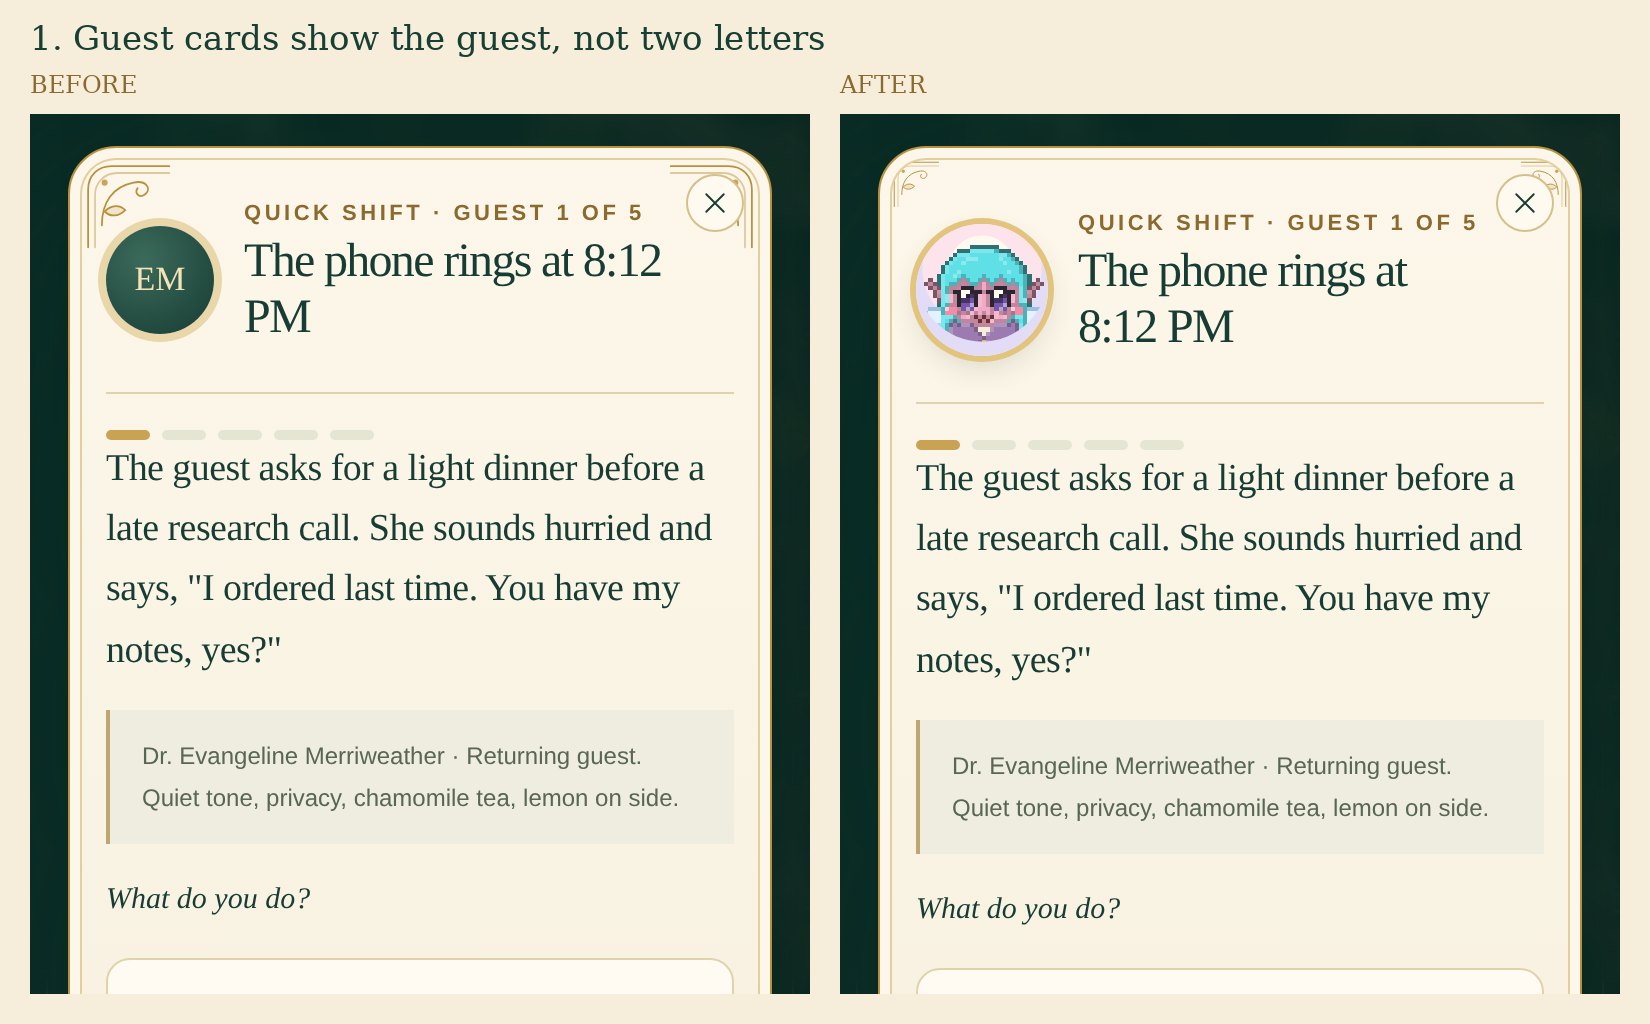 1. Guest cards show the guest, not two letters
BEFORE
QUICK SHIFT · GUEST 1 OF 5
EM
The phone rings at 8:12
PM
The guest asks for a light dinner before a
late research call. She sounds hurried and
says, "I ordered last time. You have my
notes, yes?"
Dr. Evangeline Merriweather · Returning guest.
Quiet tone, privacy, chamomile tea, lemon on side.
What do you do?
AFTER
QUICK SHIFT · GUEST 1 OF 5
The phone rings at
8:12 PM
The guest asks for a light dinner before a
late research call. She sounds hurried and
says, "I ordered last time. You have my
notes, yes?"
Dr. Evangeline Merriweather · Returning guest.
Quiet tone, privacy, chamomile tea, lemon on side.
What do you do?